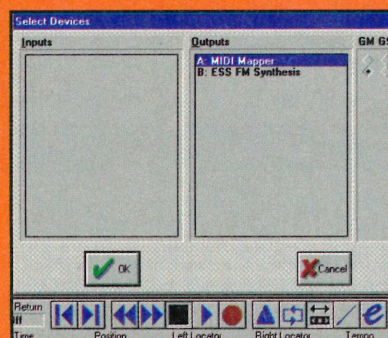 Select Devices
Inputs
Outputs
GM GS
A: MIDI Mapper
B: ESS FM Synthesis
OK
Cancel
Return
Time Position Left Locator Right Locator Tempo